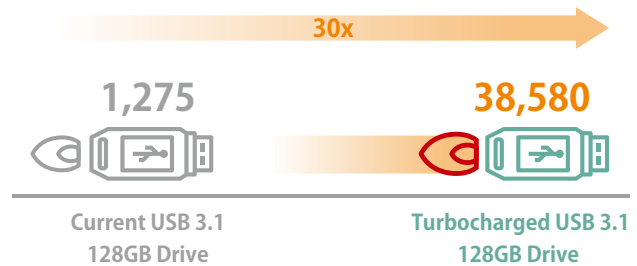 30x
1,275
38,580
Current USB 3.1
128GB Drive
Turbocharged USB 3.1
128GB Drive